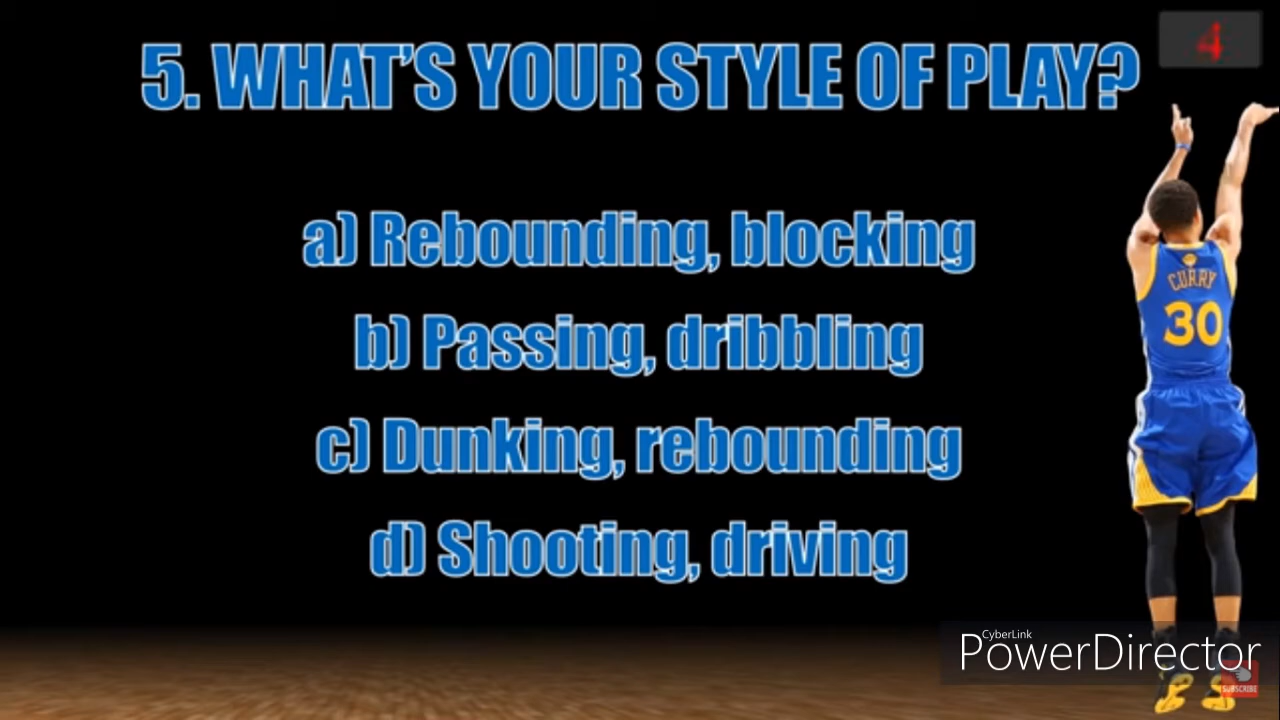 4
5. WHAT'S YOUR STYLE OF PLAY?
a) Rebounding, blocking
b) Passing, dribbling
c) Dunking, rebounding
d) Shooting, driving
CURRY
30
CyberLink
PowerDirector
SUBSCRIBE